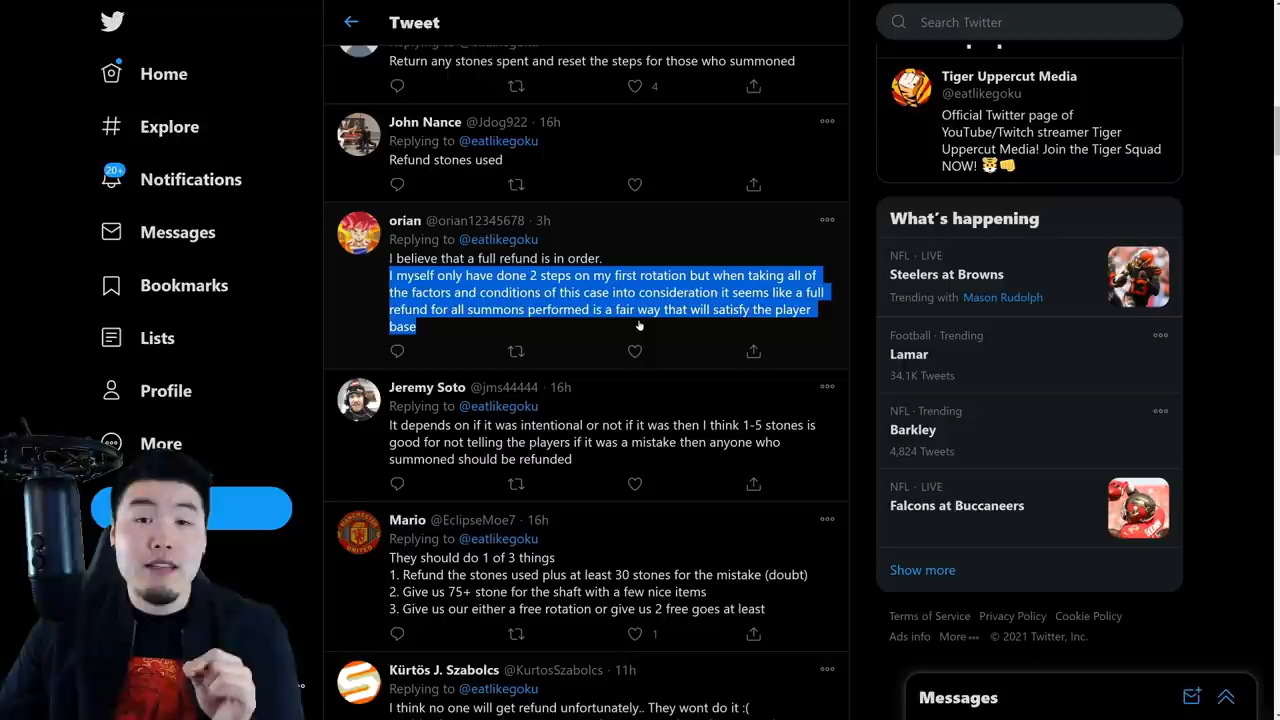 Home
Explore
20+
Notifications
Messages
Bookmarks
Lists
Profile
More
Tweet
Replying to @eatlikegoku
Return any stones spent and reset the steps for those who summoned
4
John Nance @Jdog922 · 16h
Replying to @eatlikegoku
Refund stones used
orian @orian12345678 · 3h
Replying to @eatlikegoku
I believe that a full refund is in order.
I myself only have done 2 steps on my first rotation but when taking all of
the factors and conditions of this case into consideration it seems like a full
refund for all summons performed is a fair way that will satisfy the player
base
Jeremy Soto @jms44444 · 16h
Replying to @eatlikegoku
It depends on if it was intentional or not if it was then I think 1-5 stones is
good for not telling the players if it was a mistake then anyone who
summoned should be refunded
Mario @EclipseMoe7 · 16h
Replying to @eatlikegoku
They should do 1 of 3 things
1. Refund the stones used plus at least 30 stones for the mistake (doubt)
2. Give us 75+ stone for the shaft with a few nice items
3. Give us our either a free rotation or give us 2 free goes at least
1
Kürtös J. Szabolcs @KurtosSzabolcs · 11h
Replying to @eatlikegoku
I think no one will get refund unfortunately.. They wont do it :(
Search Twitter
Tiger Uppercut Media
@eatlikegoku
Official Twitter page of
YouTube/Twitch streamer Tiger
Uppercut Media! Join the Tiger Squad
NOW! 🐯👊
What's happening
NFL · LIVE
Steelers at Browns
Trending with Mason Rudolph
Football · Trending
Lamar
34.1K Tweets
NFL · Trending
Barkley
4,824 Tweets
NFL · LIVE
Falcons at Buccaneers
Show more
Terms of Service Privacy Policy Cookie Policy
Ads info More ··· © 2021 Twitter, Inc.
Messages